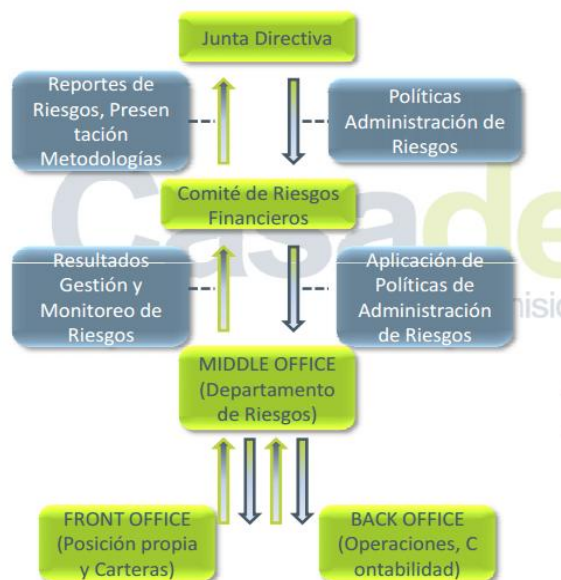 Junta Directiva
Reportes de
Riesgos, Presen
tación
Metodologías
Políticas
Administración de
Riesgos
Casade
Comité de Riesgos
Financieros
Resultados
Gestión y
Monitoreo de
Riesgos
Aplicación de
Políticas de
Administración
de Riesgos
MIDDLE OFFICE
(Departamento
de Riesgos)
FRONT OFFICE
(Posición propia
y Carteras)
BACK OFFICE
(Operaciones, C
ontabilidad)